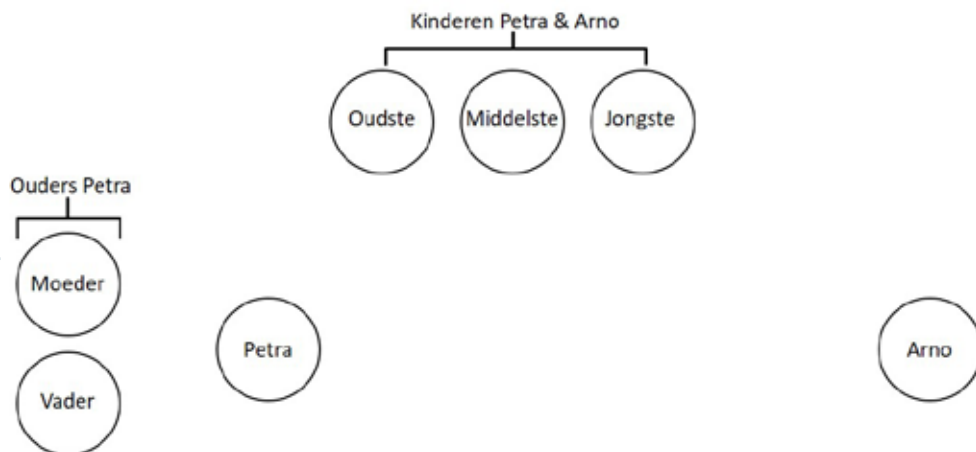 Kinderen Petra & Arno
Oudste
Middelste
Jongste
Ouders Petra
Moeder
Vader
Petra
Arno